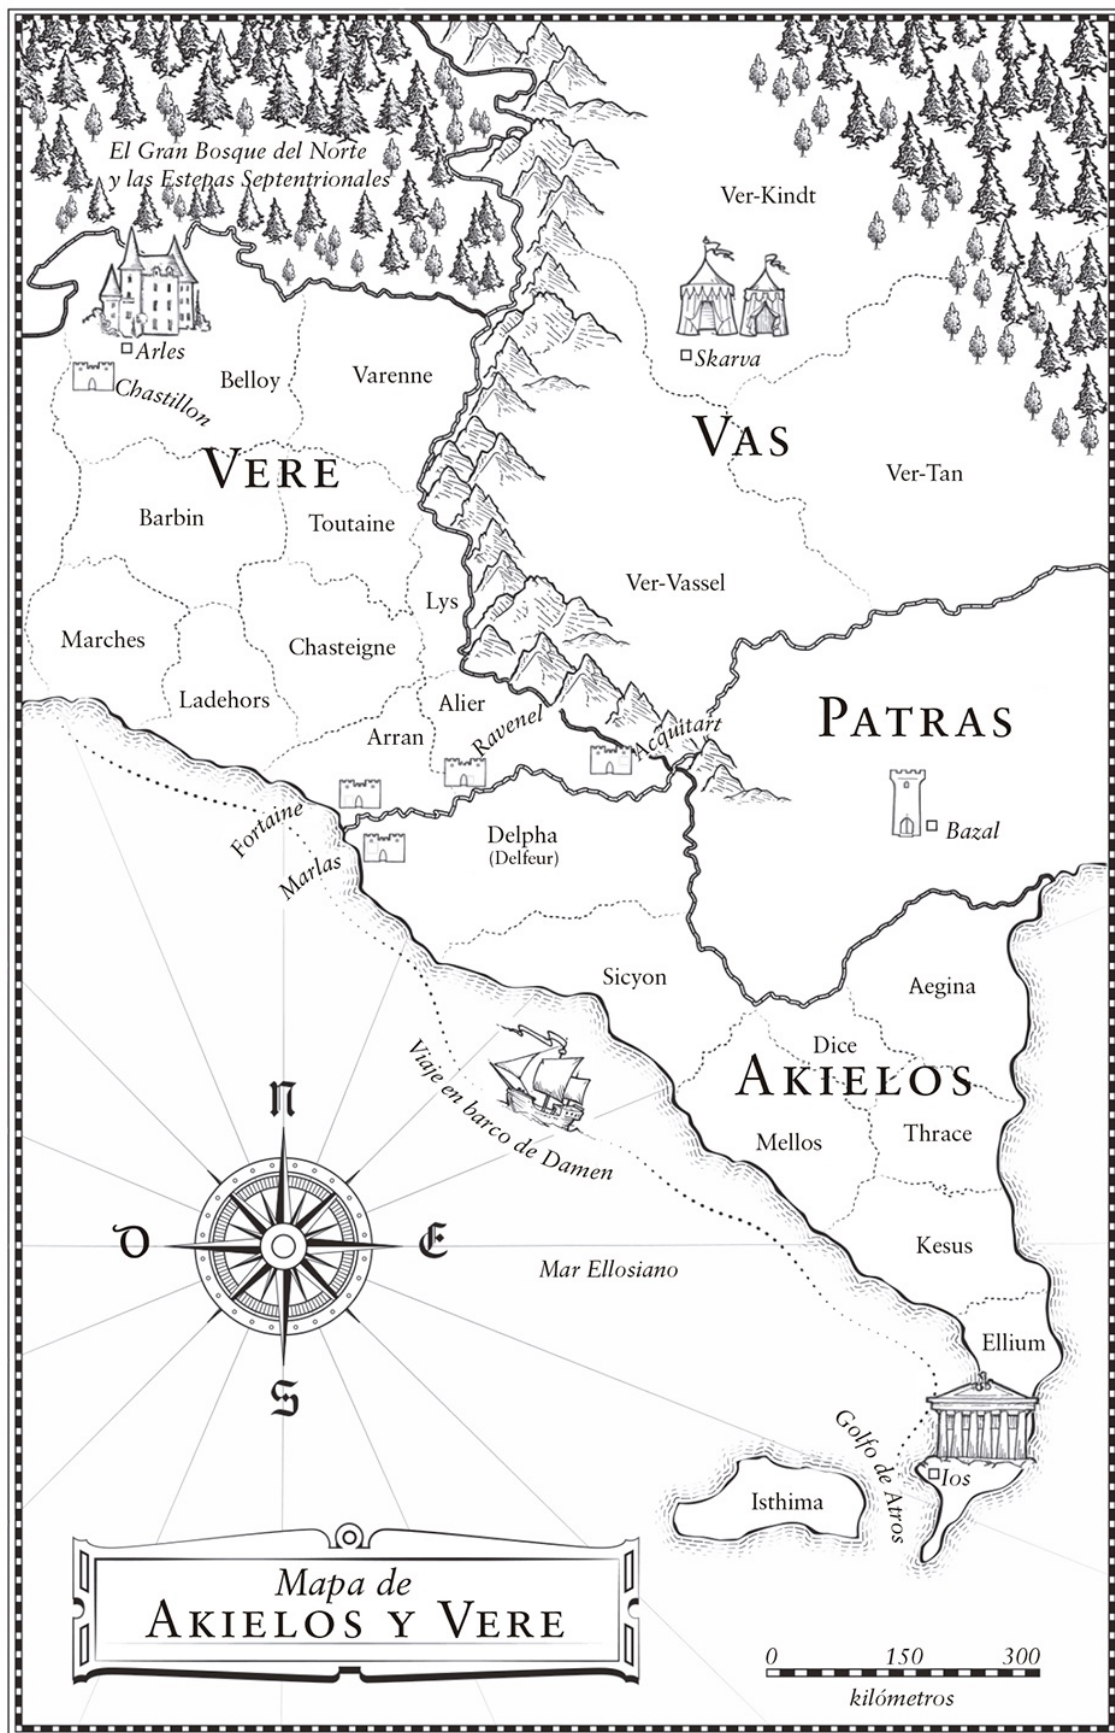 El Gran Bosque del Norte
y las Estepas Septentrionales
Ver-Kindt
Arles
Skarva
Chastillon
Belloy
Varenne
VERE
VAS
Ver-Tan
Barbin
Toutaine
Ver-Vassel
Lys
Marches
Chasteigne
Ladehors
Alier
Arran
Ravenel
Acquitart
PATRAS
Fortaine
Marlas
Delpha
(Delfeur)
Bazal
Sicyon
Aegina
Dice
AKIELOS
Viaje en barco de Damen
Mellos
Thrace
N
O
E
S
Kesus
Mar Ellosiano
Ellium
Golfo de Atros
Ios
Isthima
Mapa de
AKIELOS Y VERE
0 150 300
kilómetros